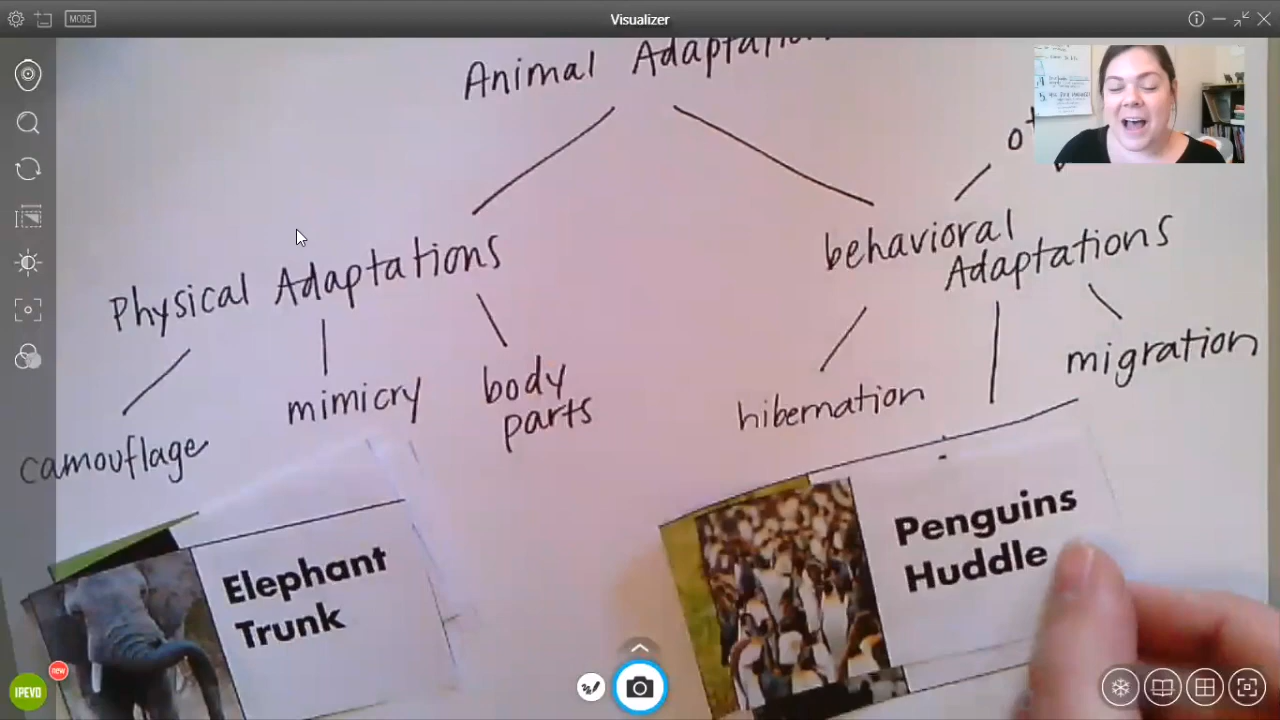 Visualizer
MODE
Animal Adaptation
Physical Adaptations
behavioral
Adaptations
camouflage
mimicry
body
parts
hibernation
migration
Elephant
Trunk
Penguins
Huddle
new
IPEVO